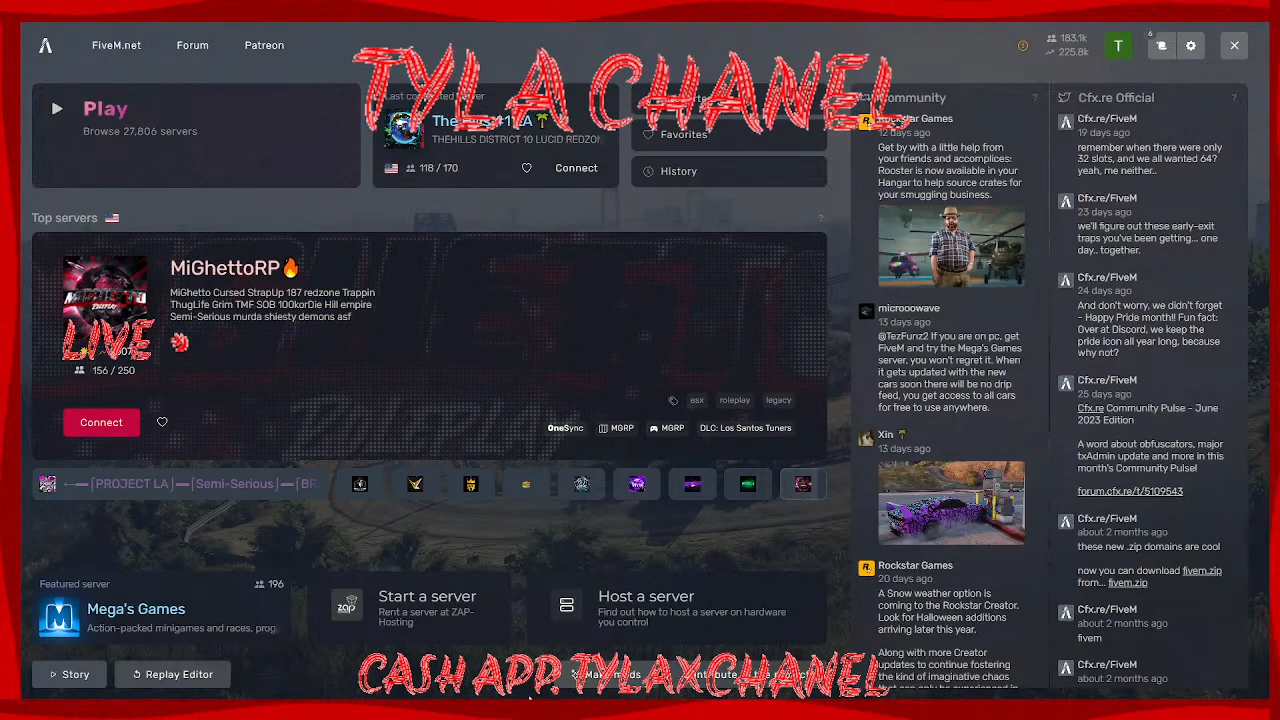 FiveM.net
Forum
Patreon
183.1k
225.8k
T
6
TYLA CHANEL
Play
Browse 27,806 servers
Last connected server
The Hills
THEHILLS DISTRICT 10 LUCID REDZON
118 / 170
Connect
Favorites
History
Top servers
?
MiGhettoRP🔥
MiGhetto Cursed StrapUp 187 redzone Trappin
ThugLife Grim TMF SOB 100korDie Hill empire
Semi-Serious murda shiesty demons asf
LIVE
156 / 250
Connect
esx
roleplay
legacy
OneSync
MGRP
MGRP
DLC: Los Santos Tuners
⌈PROJECT LA⌋—⌈Semi-Serious⌋—⌈BR
Featured server
196
Mega's Games
Action-packed minigames and races, prog
Start a server
Rent a server at ZAP-
Hosting
Host a server
Find out how to host a server on hardware
you control
Story
Replay Editor
CASH APP. TYLAXCHANEL
Community
?
Rockstar Games
12 days ago
Get by with a little help from
your friends and accomplices:
Rooster is now available in your
Hangar to help source crates for
your smuggling business.
microoowave
13 days ago
@TezFunz2 If you are on pc, get
FiveM and try the Mega's Games
server, you won't regret it. When
it gets updated with the new
cars soon there will be no drip
feed, you get access to all cars
for free to use anywhere.
Xin 🌴
13 days ago
Rockstar Games
20 days ago
A Snow weather option is
coming to the Rockstar Creator.
Look for Halloween additions
arriving later this year.
Along with more Creator
updates to continue fostering
the kind of imaginative chaos
Cfx.re Official
?
Cfx.re/FiveM
19 days ago
remember when there were only
32 slots, and we all wanted 64?
yeah, me neither..
Cfx.re/FiveM
23 days ago
we'll figure out these early-exit
traps you've been getting... one
day.. together.
Cfx.re/FiveM
24 days ago
And don't worry, we didn't forget
- Happy Pride month!! Fun fact:
Over at Discord, we keep the
pride icon all year long, because
why not?
Cfx.re/FiveM
25 days ago
Cfx.re Community Pulse - June
2023 Edition
A word about obfuscators, major
txAdmin update and more in this
month's Community Pulse!
forum.cfx.re/t/5109543
Cfx.re/FiveM
about 2 months ago
these new .zip domains are cool
now you can download fivem.zip
from... fivem.zip
Cfx.re/FiveM
about 2 months ago
fivem
Cfx.re/FiveM
about 2 months ago